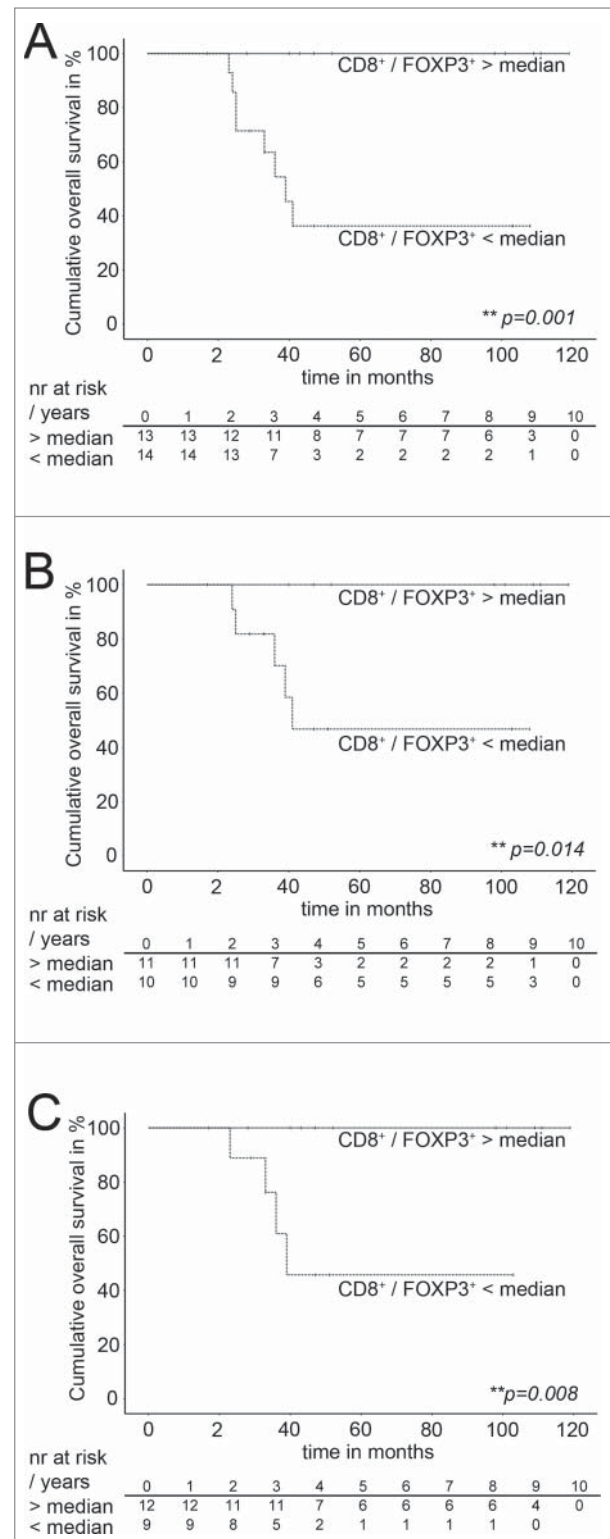 A
Cumulative overall survival in %
100
80
60
40
20
0
CD8⁺ / FOXP3⁺ > median
CD8⁺ / FOXP3⁺ < median
** p=0.001
0 2 40 60 80 100 120
time in months
nr at risk
/ years 0 1 2 3 4 5 6 7 8 9 10
> median 13 13 12 11 8 7 7 7 6 3 0
< median 14 14 13 7 3 2 2 2 2 1 0
B
Cumulative overall survival in %
100
80
60
40
20
0
CD8⁺ / FOXP3⁺ > median
CD8⁺ / FOXP3⁺ < median
** p=0.014
0 2 40 60 80 100 120
time in months
nr at risk
/ years 0 1 2 3 4 5 6 7 8 9 10
> median 11 11 11 7 3 2 2 2 2 1 0
< median 10 10 9 9 6 5 5 5 5 3 0
C
Cumulative overall survival in %
100
80
60
40
20
0
CD8⁺ / FOXP3⁺ > median
CD8⁺ / FOXP3⁺ < median
**p=0.008
0 2 40 60 80 100 120
time in months
nr at risk
/ years 0 1 2 3 4 5 6 7 8 9 10
> median 12 12 11 11 7 6 6 6 6 4 0
< median 9 9 8 5 2 1 1 1 1 0